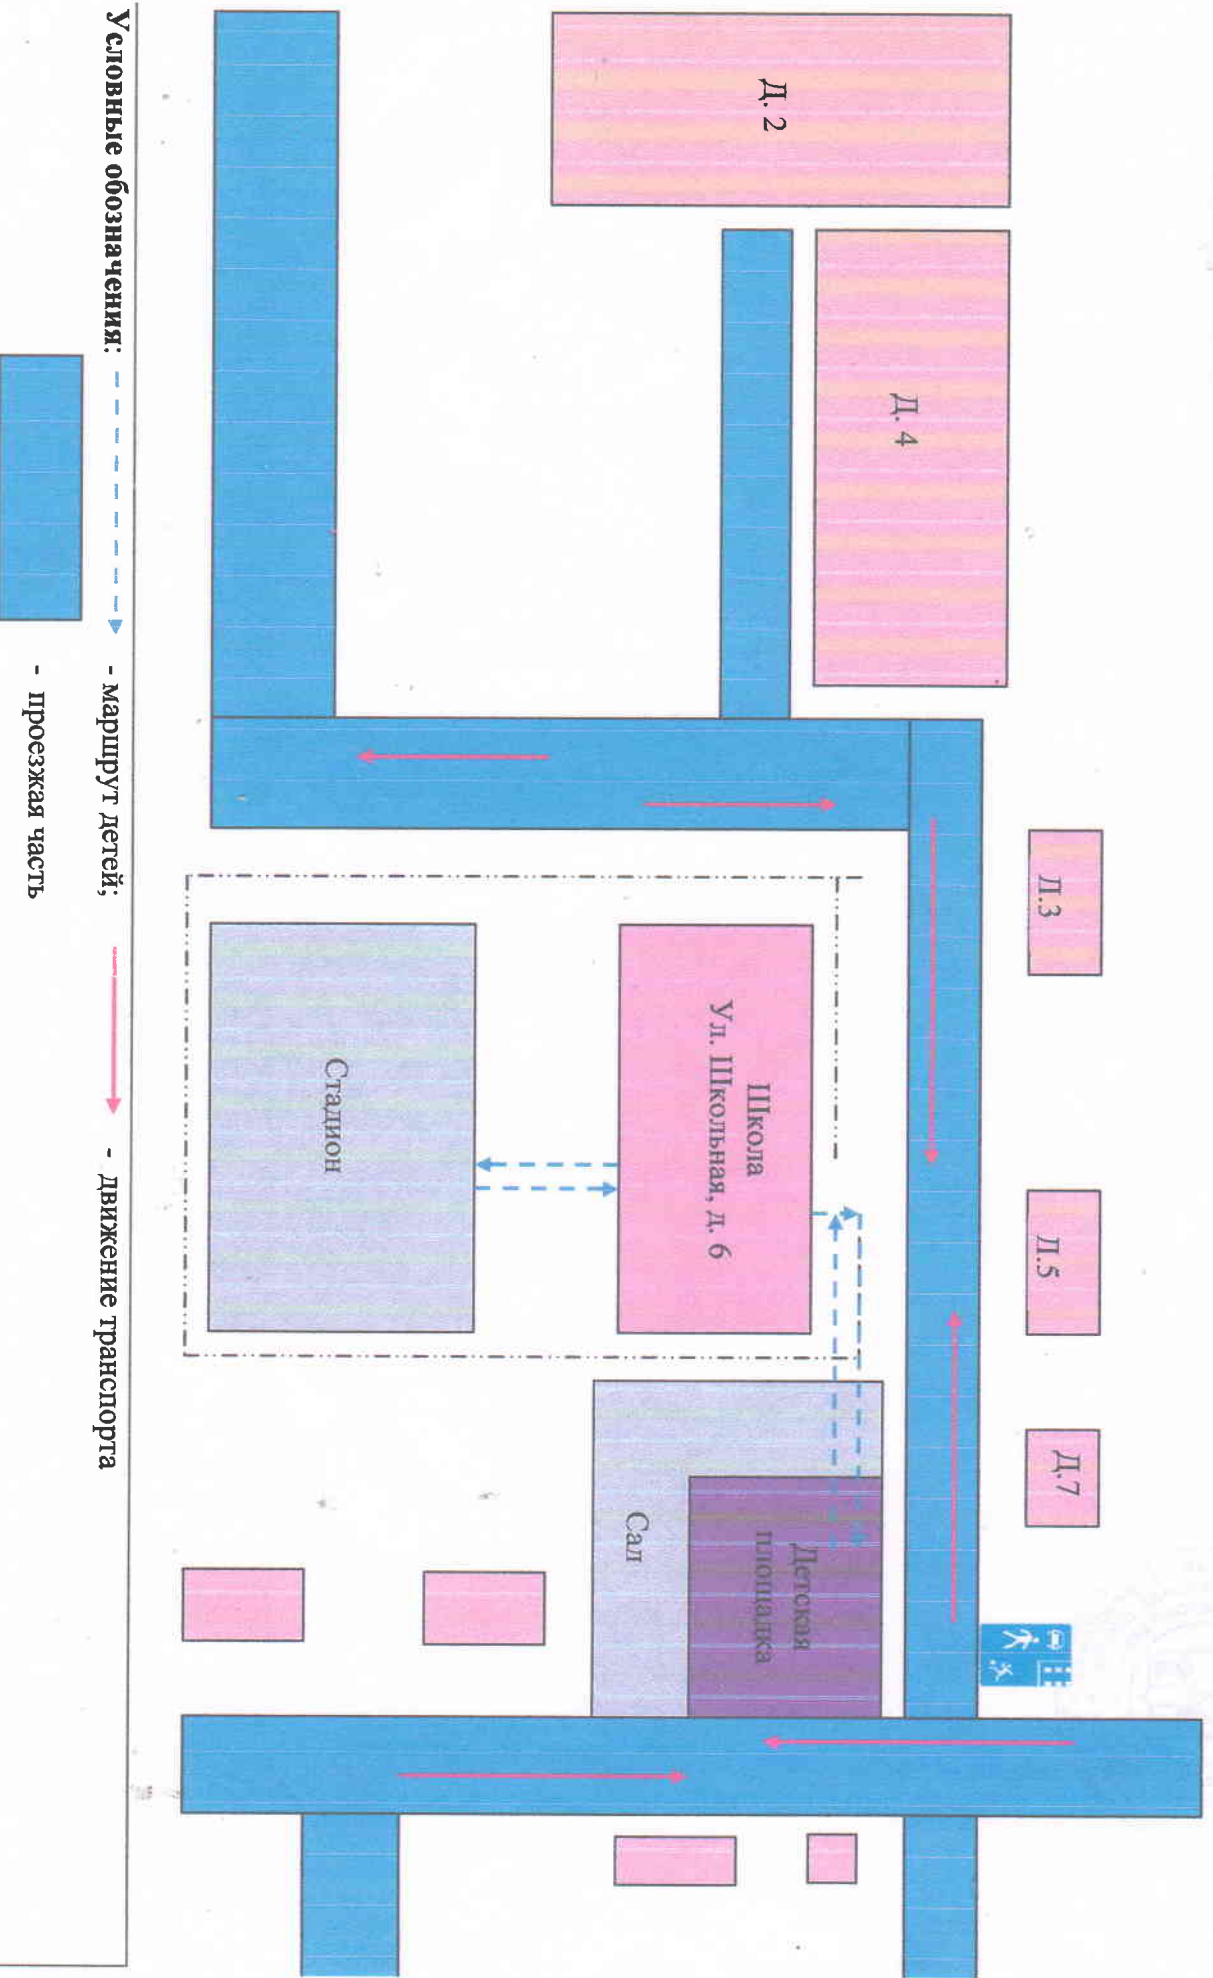 Д.3
Д.5
Д.7
Д. 2
Д. 4
Школа
Ул. Школьная, д. 6
Детская
площадка
Сад
Стадион
Условные обозначения: - маршрут детей; - движение транспорта
- проезжая часть